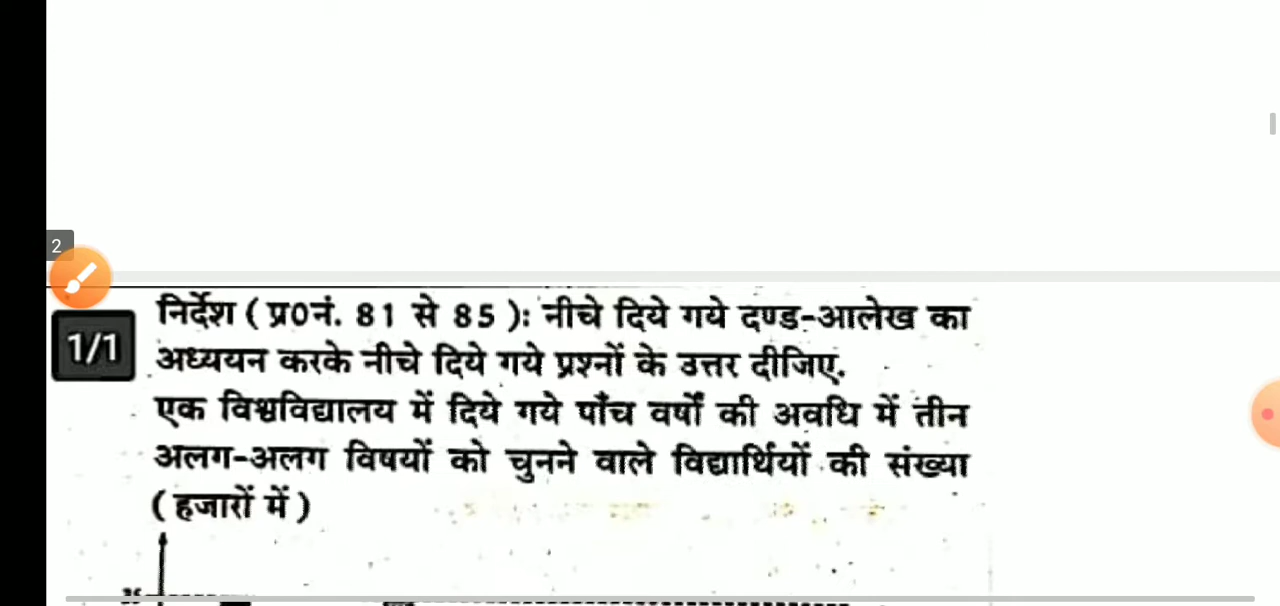 2
निर्देश ( प्र0नं. 81 से 85 ): नीचे दिये गये दण्ड-आलेख का
1/1
अध्ययन करके नीचे दिये गये प्रश्नों के उत्तर दीजिए.
एक विश्वविद्यालय में दिये गये पाँच वर्षों की अवधि में तीन
अलग-अलग विषयों को चुनने वाले विद्यार्थियों की संख्या
( हजारों में )